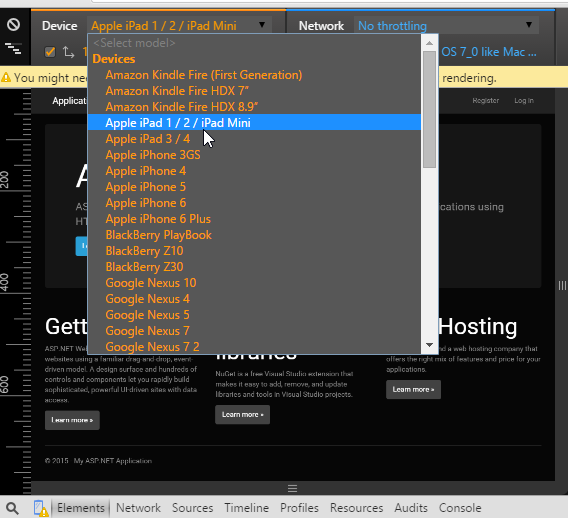 Device Apple iPad 1 / 2 / iPad Mini Network No throttling
<Select model>
Devices
Amazon Kindle Fire (First Generation)
Amazon Kindle Fire HDX 7″
Amazon Kindle Fire HDX 8.9″
Apple iPad 1 / 2 / iPad Mini
Apple iPad 3 / 4
Apple iPhone 3GS
Apple iPhone 4
Apple iPhone 5
Apple iPhone 6
Apple iPhone 6 Plus
BlackBerry PlayBook
BlackBerry Z10
BlackBerry Z30
Google Nexus 10
Google Nexus 4
Google Nexus 5
Google Nexus 7
Google Nexus 7 2
OS 7_0 like Mac ...
You might nee
rendering.
Applicati
Register Log in
200
400
600
A
ASP
cations using
HT
Gett
ASP.NET Web
websites using a familiar drag-and-drop, event-
driven model. A design surface and hundreds of
controls and components let you rapidly build
sophisticated, powerful UI-driven sites with data
access.
Learn more »
libraries
NuGet is a free Visual Studio extension that
makes it easy to add, remove, and update
libraries and tools in Visual Studio projects.
Learn more »
Hosting
nd a web hosting company that
offers the right mix of features and price for your
applications.
Learn more »
© 2015 - My ASP.NET Application
Elements Network Sources Timeline Profiles Resources Audits Console